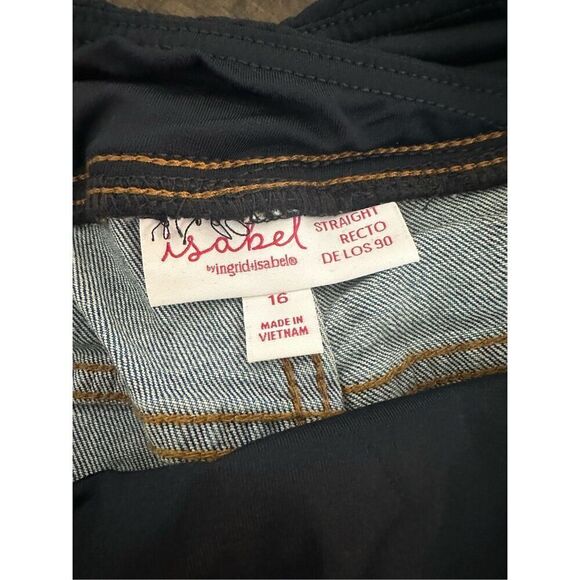 isabel
by ingrid+isabel®
STRAIGHT
RECTO
DE LOS 90
16
MADE IN
VIETNAM